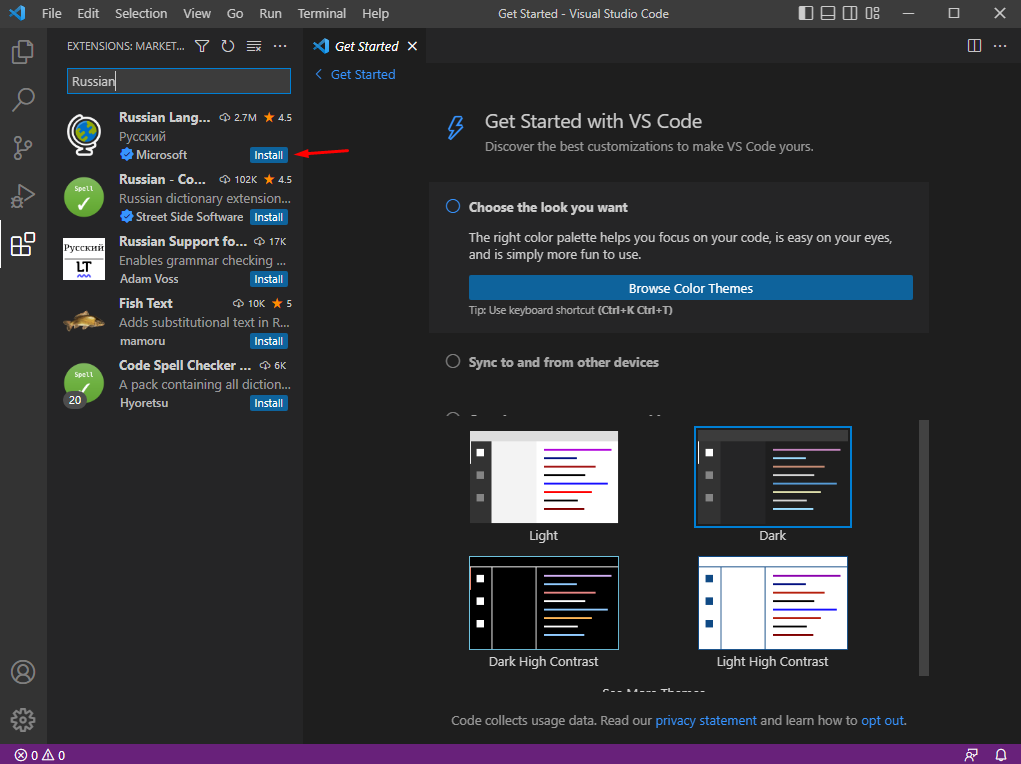 File Edit Selection View Go Run Terminal Help Get Started - Visual Studio Code
EXTENSIONS: MARKET...
Russian
Russian Lang... 2.7M 4.5
Русский
Microsoft Install
Russian - Co... 102K 4.5
Russian dictionary extension...
Street Side Software Install
Russian Support fo... 17K
Enables grammar checking ...
Adam Voss Install
Fish Text 10K 5
Adds substitutional text in R...
mamoru Install
Code Spell Checker ... 6K
A pack containing all diction...
Hyoretsu Install
Spell
Русский
LT
Spell
20
Get Started
Get Started
Get Started with VS Code
Discover the best customizations to make VS Code yours.
Choose the look you want
The right color palette helps you focus on your code, is easy on your eyes,
and is simply more fun to use.
Browse Color Themes
Tip: Use keyboard shortcut (Ctrl+K Ctrl+T)
Sync to and from other devices
Light
Dark
Dark High Contrast
Light High Contrast
See More Themes
Code collects usage data. Read our privacy statement and learn how to opt out.
0 0